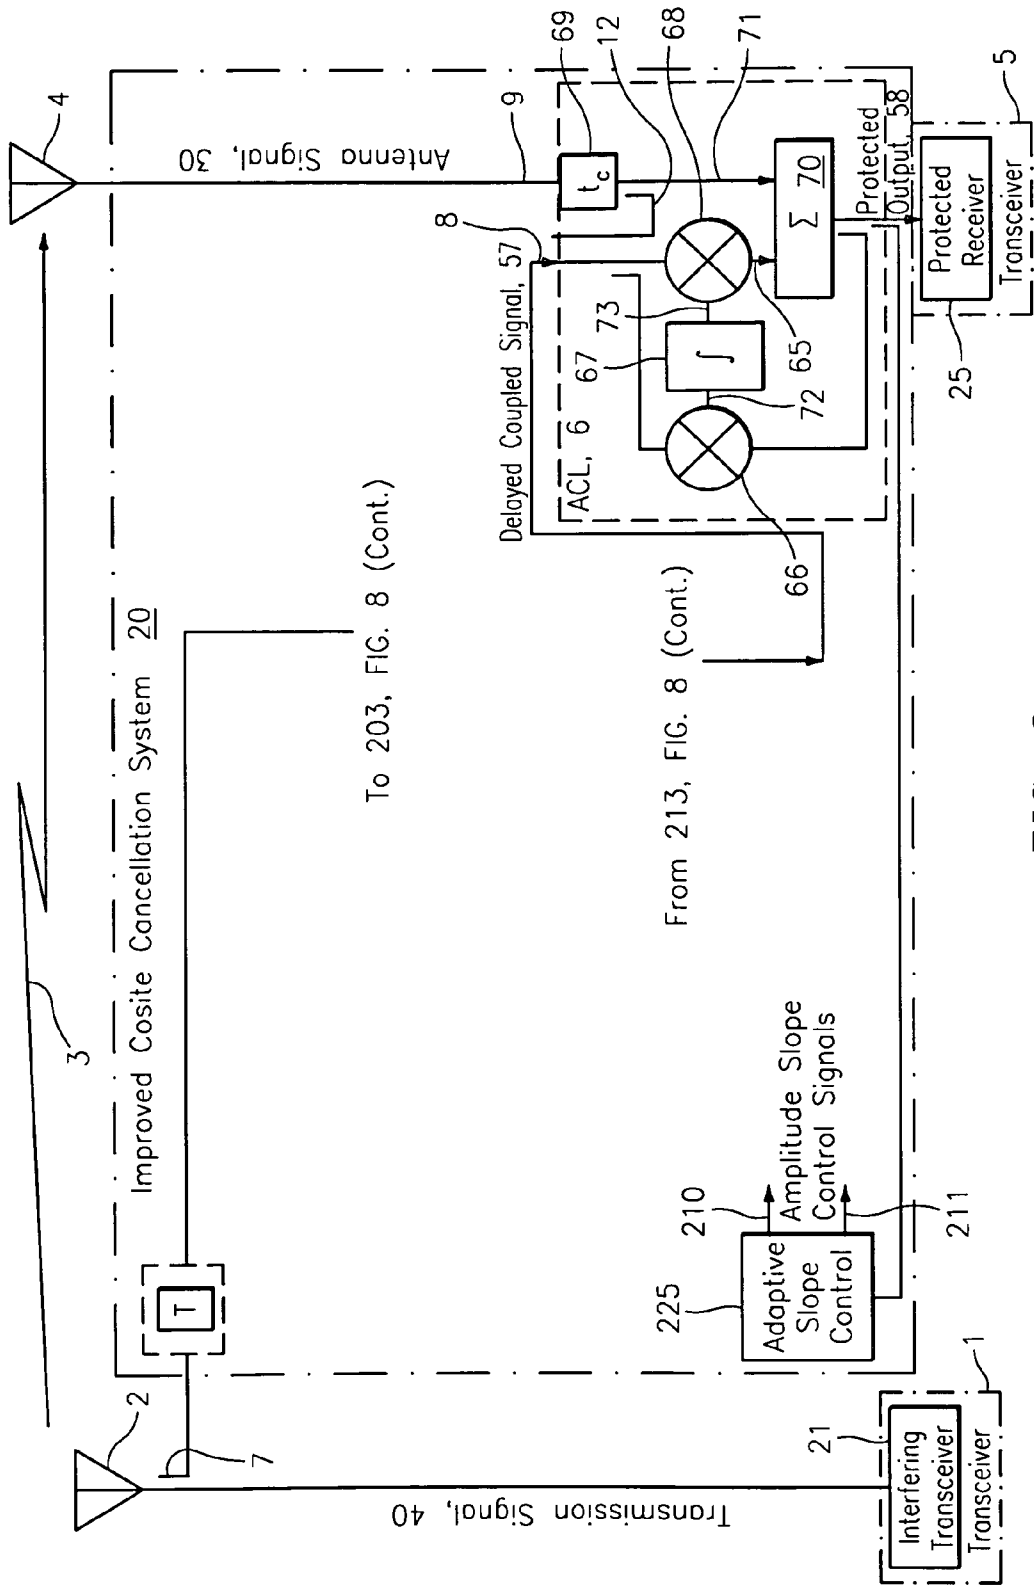 3
2
7
Transmission Signal, 40
21
Interfering
Transceiver
Transceiver
1
Improved Cosite Cancellation System 20
T
To 203, FIG. 8 (Cont.)
From 213, FIG. 8 (Cont.)
225
Adaptive
Slope
Control
210
Amplitude Slope
Control Signals
211
4
Antenna Signal, 30
9
8
Delayed Coupled Signal, 57
ACL, 6
69
tc
12
68
71
73
67
∫
72
65
66
Σ 70
Protected
Output, 58
Protected
Receiver
Transceiver
25
5